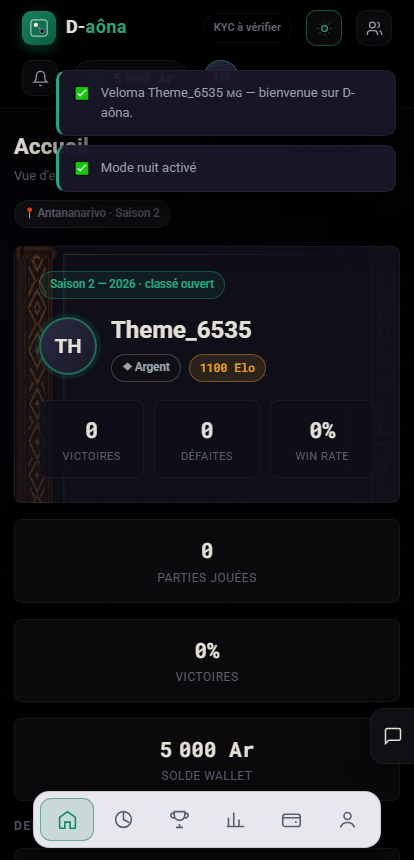 D-aôna
KYC à vérifier
5 000 Ar
TH
✅ Veloma Theme_6535 MG — bienvenue sur D-
aôna.
✅ Mode nuit activé
Accueil
Vue d'e
📍 Antananarivo · Saison 2
Saison 2 — 2026 · classé ouvert
TH
Theme_6535
◆ Argent
1100 Elo
0
VICTOIRES
0
DÉFAITES
0%
WIN RATE
0
PARTIES JOUÉES
0%
VICTOIRES
5 000 Ar
SOLDE WALLET